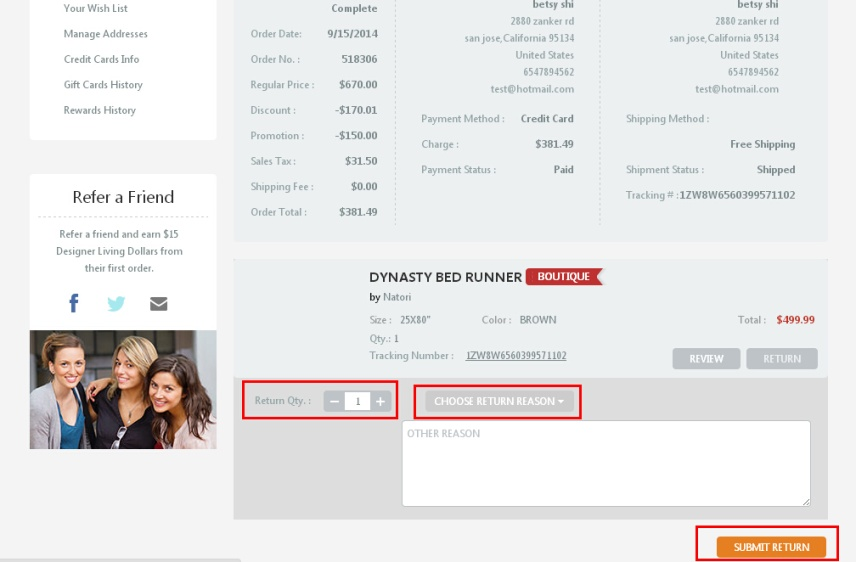 Your Wish List
Manage Addresses
Credit Cards Info
Gift Cards History
Rewards History
Refer a Friend
Refer a friend and earn $15
Designer Living Dollars from
their first order.
Complete
Order Date: 9/15/2014
Order No. : 518306
Regular Price : $670.00
Discount : -$170.01
Promotion : -$150.00
Sales Tax : $31.50
Shipping Fee : $0.00
Order Total : $381.49
betsy shi
2880 zanker rd
san jose,California 95134
United States
6547894562
test@hotmail.com
Payment Method : Credit Card
Charge : $381.49
Payment Status : Paid
betsy shi
2880 zanker rd
san jose,California 95134
United States
6547894562
test@hotmail.com
Shipping Method :
Free Shipping
Shipment Status : Shipped
Tracking # :1ZW8W6560399571102
DYNASTY BED RUNNER BOUTIQUE
by Natori
Size : 25X80" Color : BROWN Total : $499.99
Qty.: 1
Tracking Number : 1ZW8W6560399571102 REVIEW RETURN
Return Qty. : − 1 + CHOOSE RETURN REASON
OTHER REASON
SUBMIT RETURN